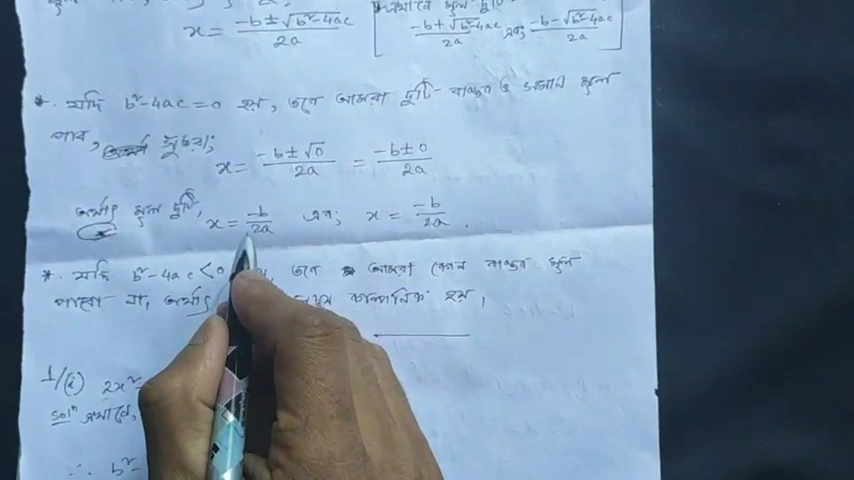 x = (-b ± √(b²-4ac))/2a [এখানে মূল দুটি (-b + √(b²-4ac))/2a এবং (-b - √(b²-4ac))/2a]
* যদি b²-4ac = 0 হয়, তবে আমরা দুটি বাস্তব ও সমান মূল
পাব, সুতরাং,
x = (-b ± √0)/2a = (-b ± 0)/2a
অর্থাৎ মূল দুটি, x = -b/2a এবং x = -b/2a .
* যদি b²-4ac < 0 তবে আমরা কোন বাস্তব মূল
পাবো না, অর্থাৎ কাল্পনিক হয়,
1/(i) 2x²
solⁿ এখানে,
∴ b²-